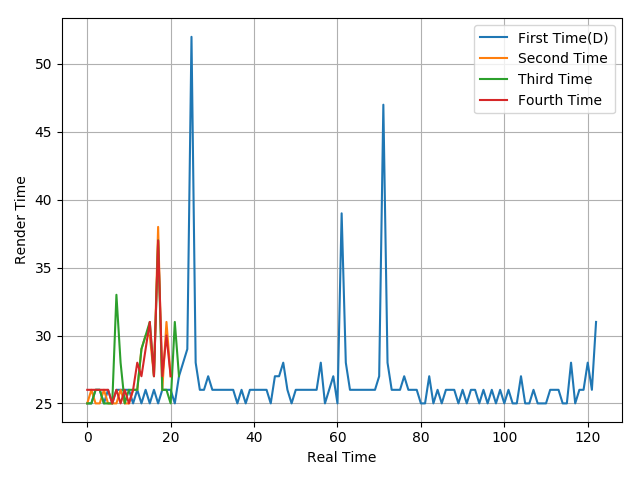 First Time(D)
Second Time
Third Time
Fourth Time
50
45
40
35
30
25
Render Time
0 20 40 60 80 100 120
Real Time